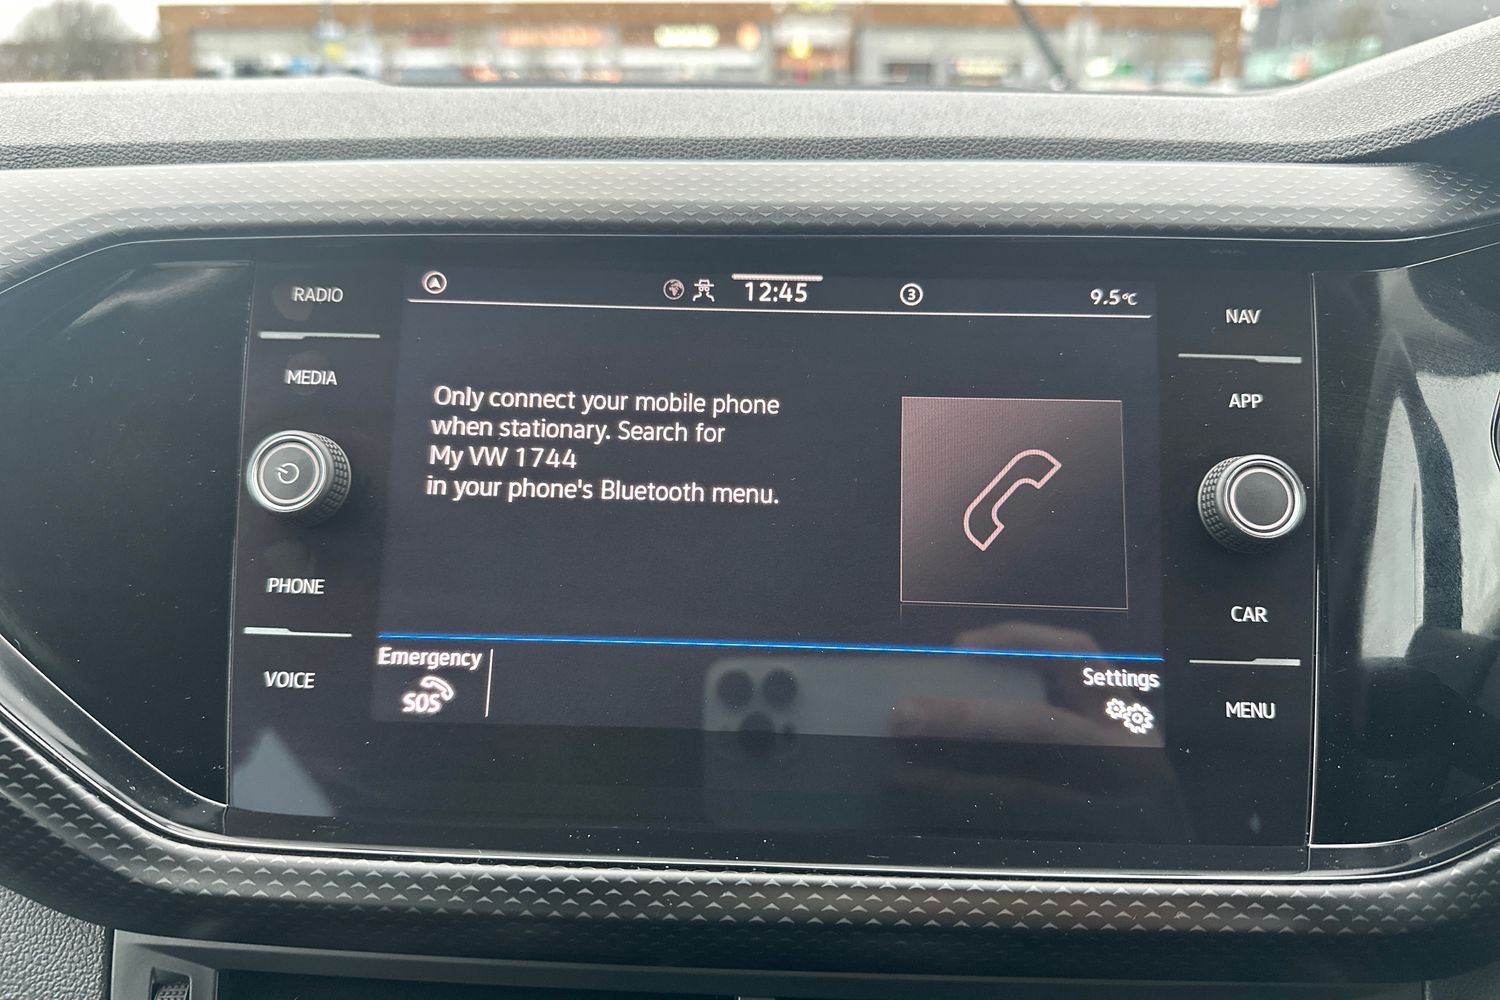 RADIO
MEDIA
PHONE
VOICE
12:45
3
9.5°C
Only connect your mobile phone
when stationary. Search for
My VW 1744
in your phone's Bluetooth menu.
Emergency
SOS
Settings
NAV
APP
CAR
MENU